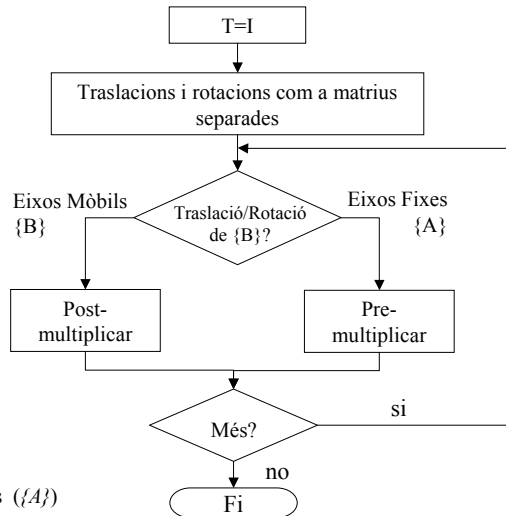 T=I
Traslacions i rotacions com a matrius
separades
Eixos Mòbils
{B}
Traslació/Rotació
de {B}?
Eixos Fixes
{A}
Post-
multiplicar
Pre-
multiplicar
Més?
si
no
s ({A})
Fi